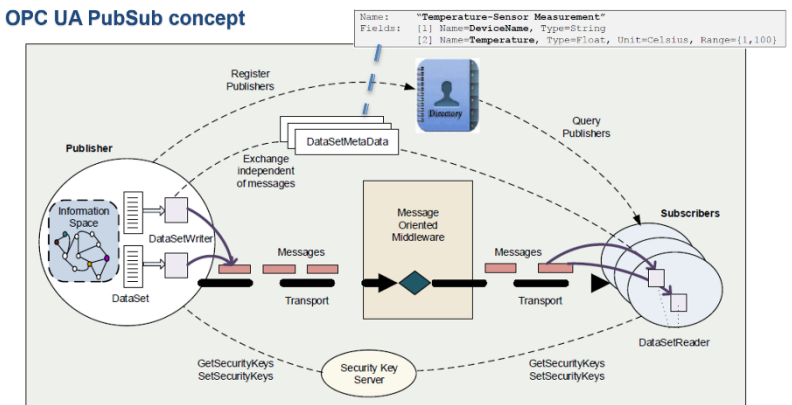 OPC UA PubSub concept
Name: "Temperature-Sensor Measurement"
Fields: [1] Name=DeviceName, Type=String
[2] Name=Temperature, Type=Float, Unit=Celsius, Range={1,100}
Register
Publishers
Directory
Query
Publishers
DataSetMetaData
Publisher
Exchange
independent
of messages
Information
Space
DataSetWriter
DataSet
Messages
Transport
Message
Oriented
Middleware
Messages
Transport
Subscribers
DataSetReader
GetSecurityKeys
SetSecurityKeys
Security Key
Server
GetSecurityKeys
SetSecurityKeys